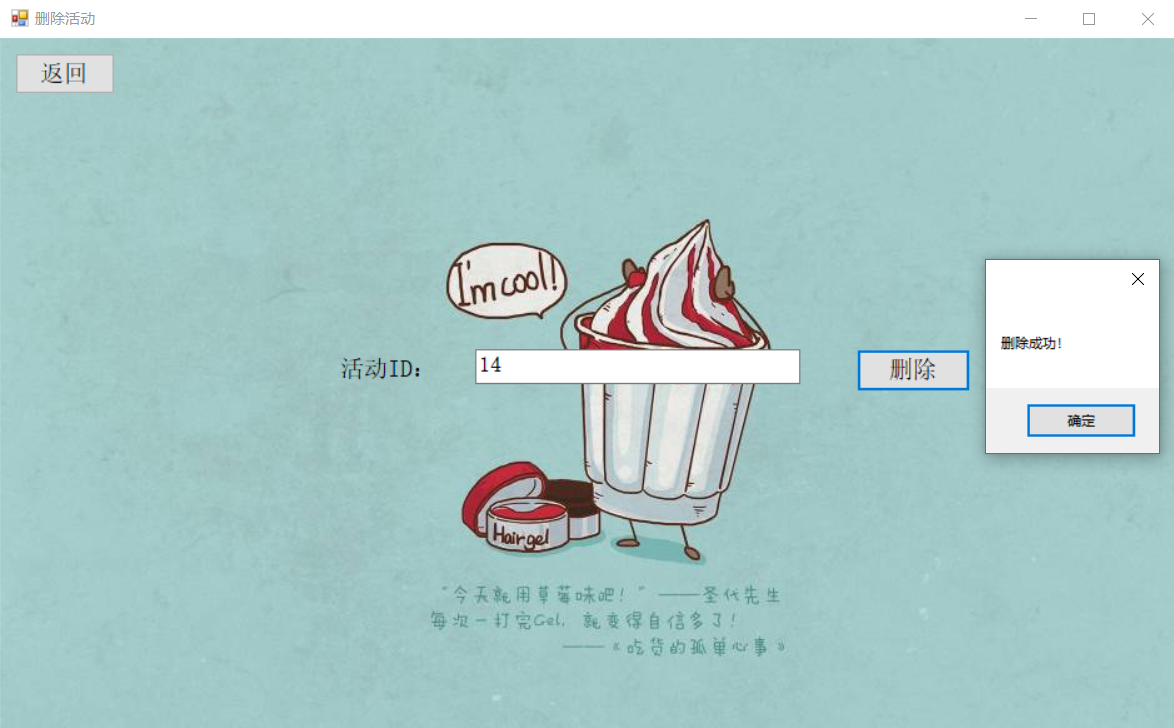 删除活动
返回
I'm cool!
活动ID:
14
删除
删除成功!
确定
Hairgel
“今天就用草莓味吧!”——圣代先生
每次一打完Gel, 就变得自信多了!
——《吃货的孤单心事》